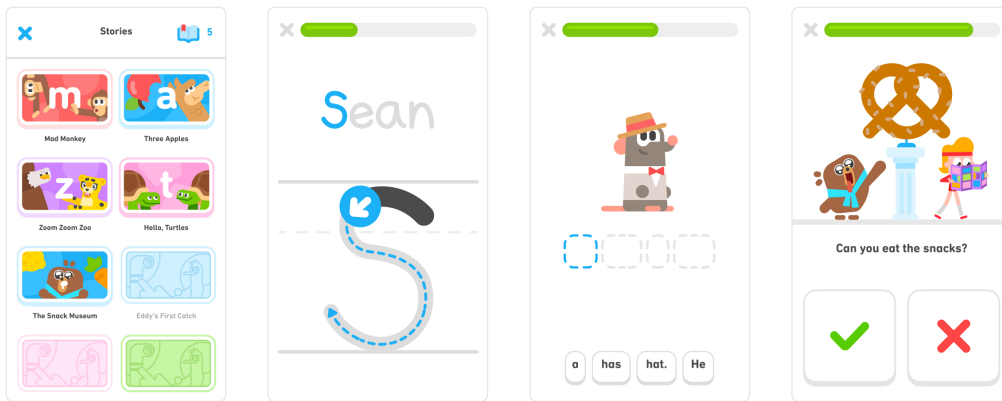 Stories 5
m a
Mad Monkey Three Apples
z t
Zoom Zoom Zoo Hello, Turtles
The Snack Museum Eddy's First Catch
Sean
a has hat. He
Can you eat the snacks?